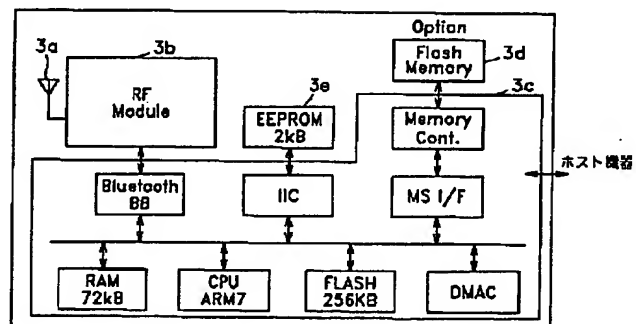 3a
3b
RF
Module
Option
Flash
Memory
3d
3c
3e
EEPROM
2kB
Memory
Cont.
Bluetooth
BB
IIC
MS I/F
ホスト機器
RAM
72kB
CPU
ARM7
FLASH
256KB
DMAC